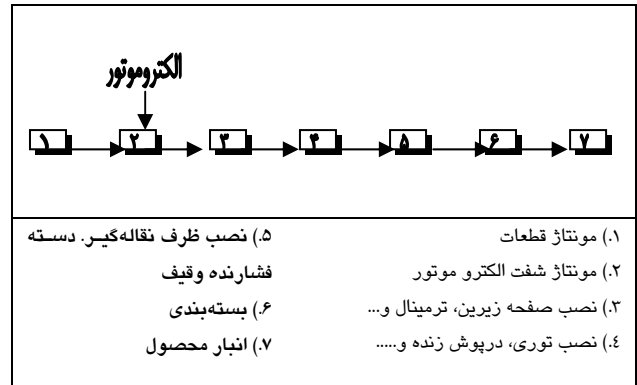 الکتروموتور
۱ ۲ ۳ ۴ ۵ ۶ ۷
۱.) مونتاژ قطعات
۲.) مونتاژ شفت الکترو موتور
۳.) نصب صفحه زیرین، ترمینال و...
۴.) نصب توری، درپوش زنده و.....
۵.) نصب ظرف نقاله‌گیر. دسته
فشارنده وقیف
۶.) بسته‌بندی
۷.) انبار محصول